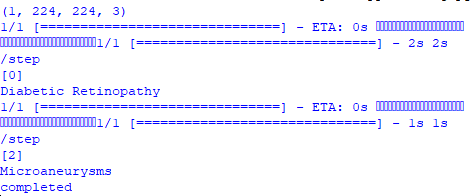 (1, 224, 224, 3)
1/1 [==============================] - ETA: 0s
1/1 [==============================] - 2s 2s
/step
[0]
Diabetic Retinopathy
1/1 [==============================] - ETA: 0s
1/1 [==============================] - 1s 1s
/step
[2]
Microaneurysms
completed